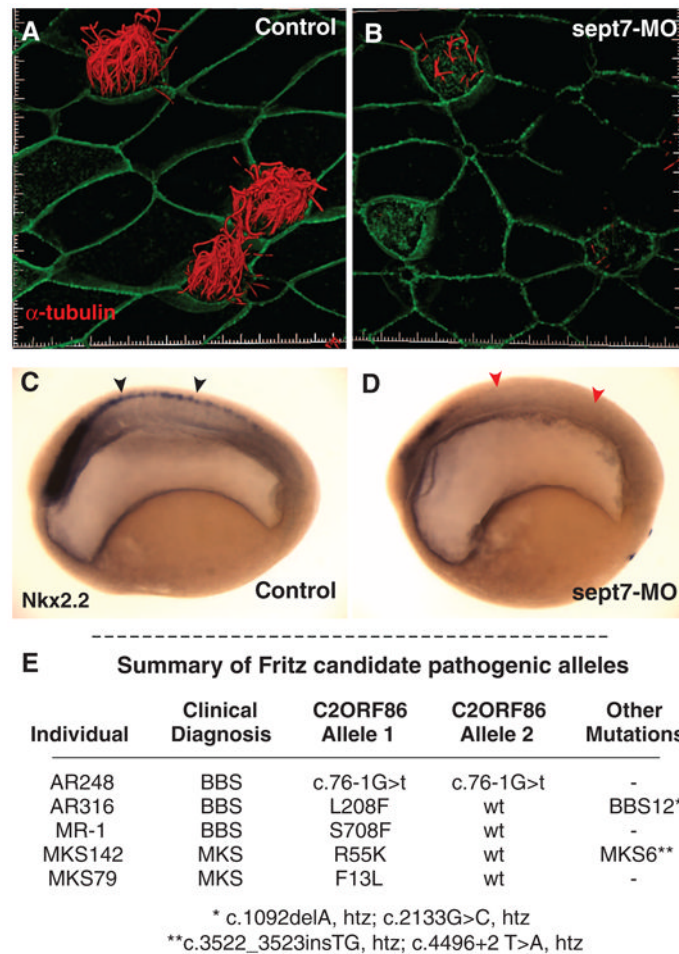 A Control
B sept7-MO
α-tubulin
C
D
Nkx2.2 Control
sept7-MO
E Summary of Fritz candidate pathogenic alleles
Individual Clinical Diagnosis C2ORF86 Allele 1 C2ORF86 Allele 2 Other Mutations
AR248 BBS c.76-1G>t c.76-1G>t -
AR316 BBS L208F wt BBS12*
MR-1 BBS S708F wt -
MKS142 MKS R55K wt MKS6**
MKS79 MKS F13L wt -
* c.1092delA, htz; c.2133G>C, htz
**c.3522_3523insTG, htz; c.4496+2 T>A, htz